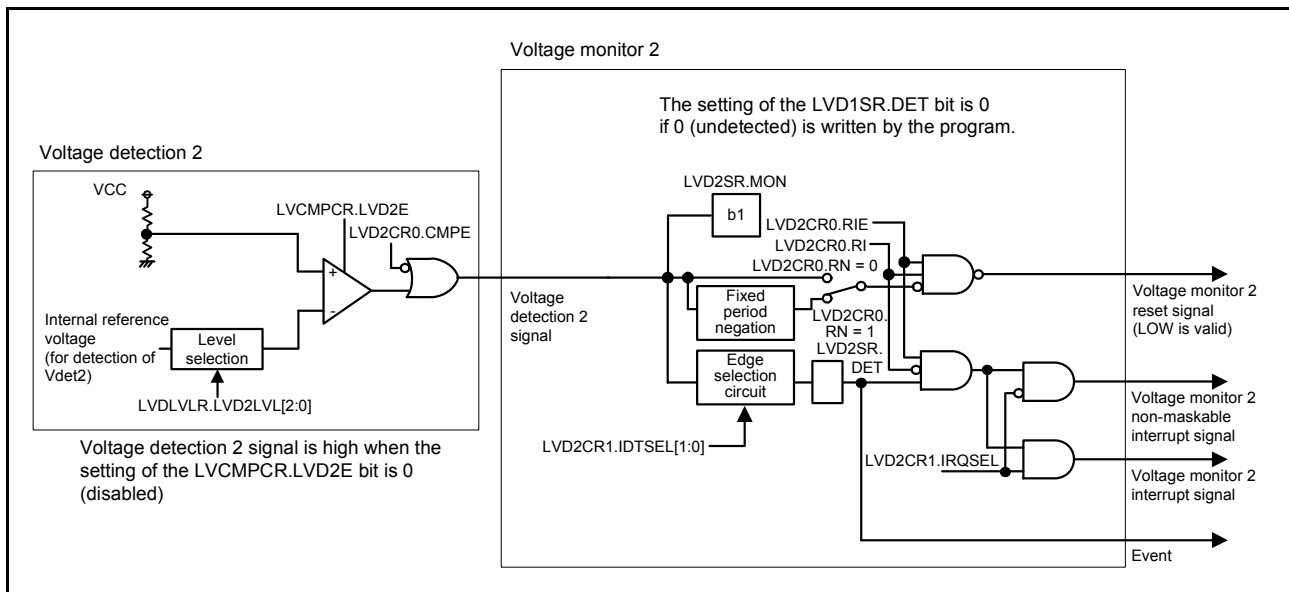 Voltage monitor 2
The setting of the LVD1SR.DET bit is 0
if 0 (undetected) is written by the program.
Voltage detection 2
VCC
LVCMPCR.LVD2E
LVD2CR0.CMPE
+
-
Internal reference
voltage
(for detection of
Vdet2)
Level
selection
LVDLVLR.LVD2LVL[2:0]
Voltage detection 2 signal is high when the
setting of the LVCMPCR.LVD2E bit is 0
(disabled)
Voltage
detection 2
signal
LVD2SR.MON
b1
LVD2CR0.RIE
LVD2CR0.RI
LVD2CR0.RN = 0
Fixed
period
negation
LVD2CR0.
RN = 1
LVD2SR.
DET
Edge
selection
circuit
LVD2CR1.IDTSEL[1:0]
LVD2CR1.IRQSEL
Voltage monitor 2
reset signal
(LOW is valid)
Voltage monitor 2
non-maskable
interrupt signal
Voltage monitor 2
interrupt signal
Event